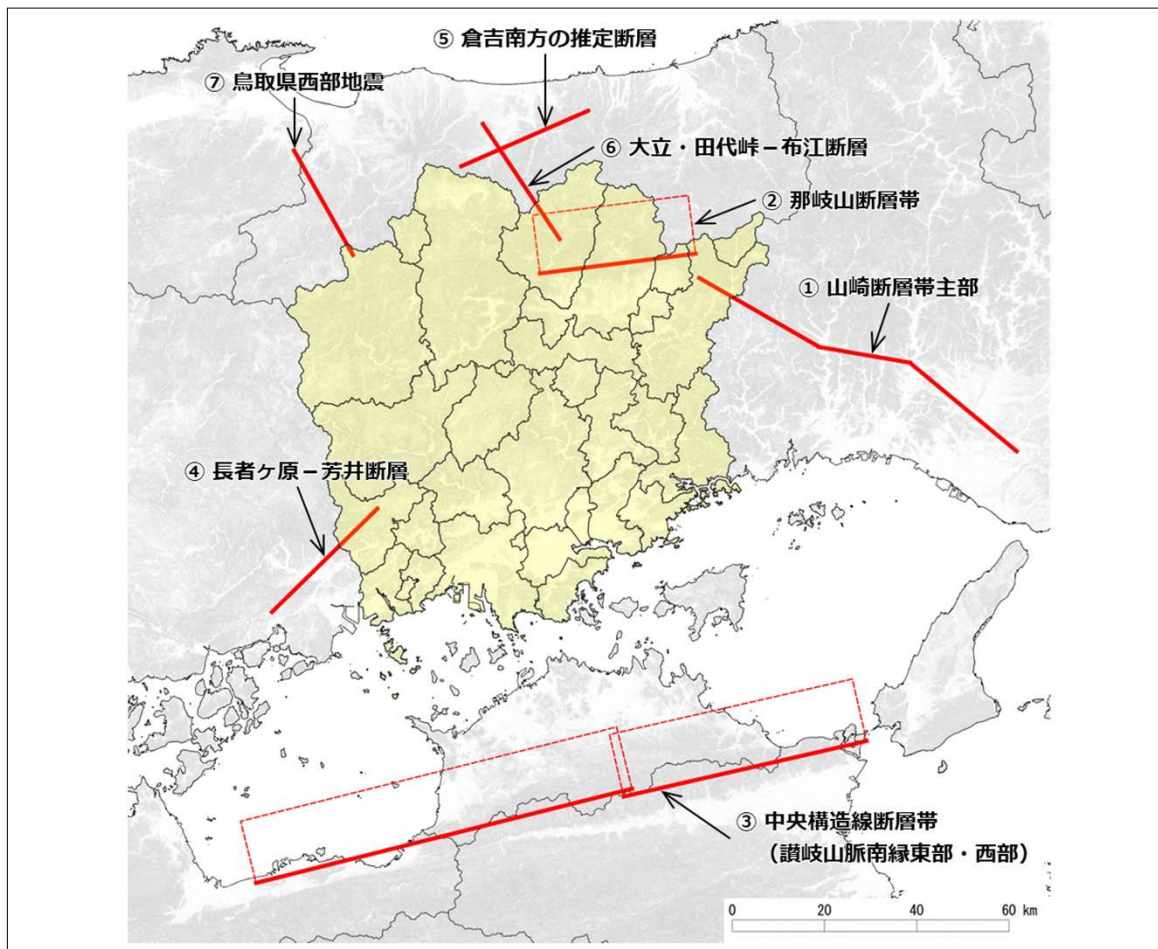 ⑤ 倉吉南方の推定断層
⑦ 鳥取県西部地震
⑥ 大立・田代峠－布江断層
② 那岐山断層帯
① 山崎断層帯主部
④ 長者ヶ原－芳井断層
③ 中央構造線断層帯
（讃岐山脈南縁東部・西部）
0 20 40 60 km